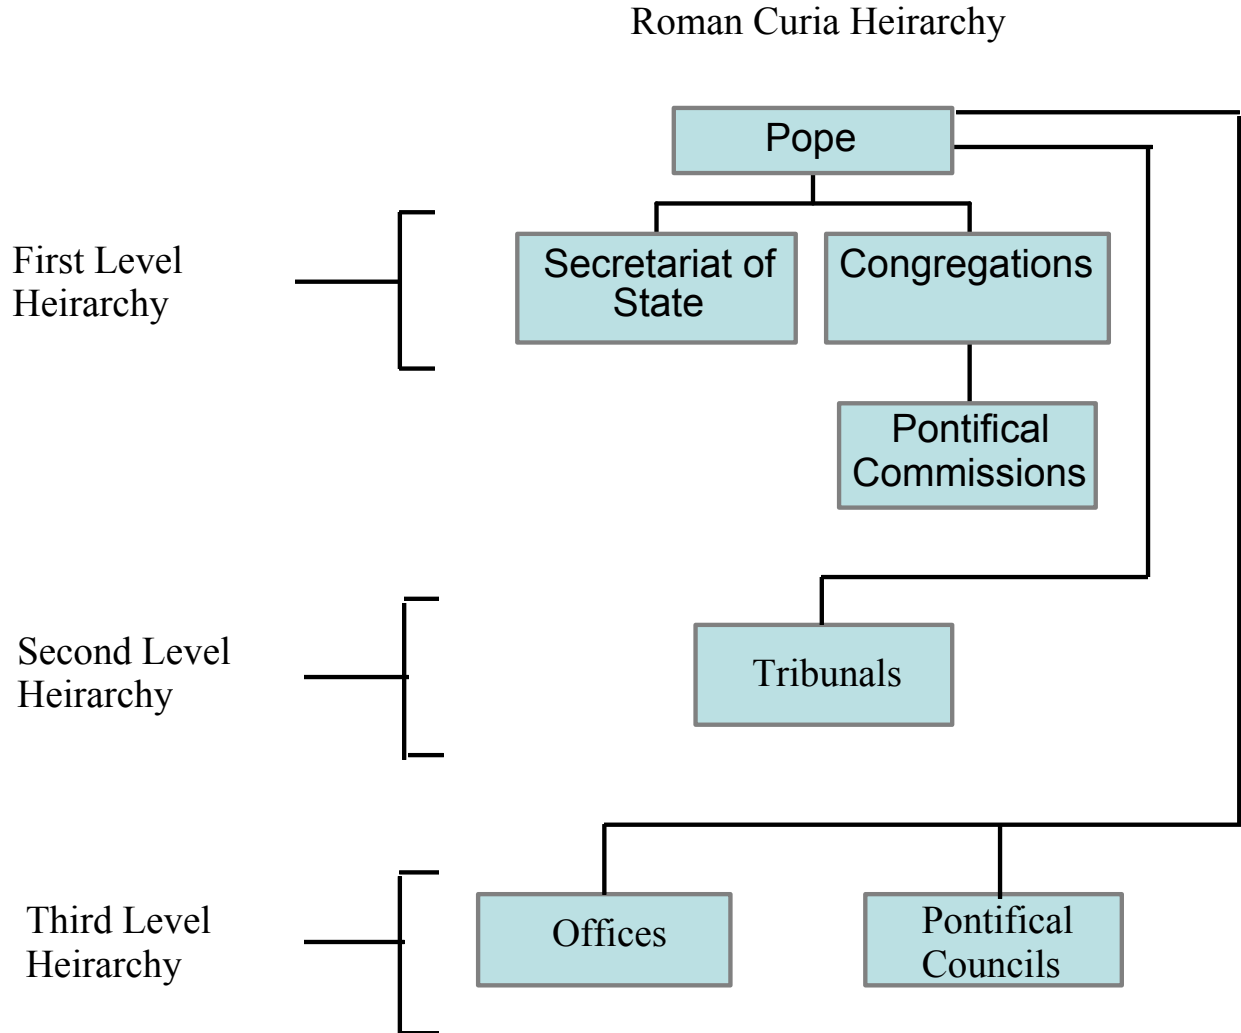 Roman Curia Heirarchy
Pope
First Level
Heirarchy
Secretariat of
State
Congregations
Pontifical
Commissions
Second Level
Heirarchy
Tribunals
Third Level
Heirarchy
Offices
Pontifical
Councils